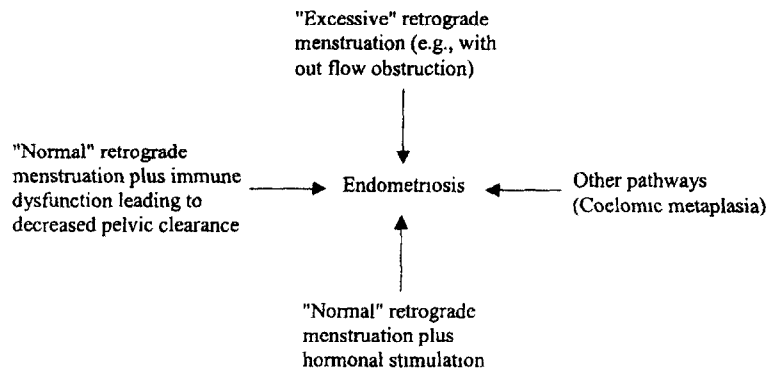 "Excessive" retrograde
menstruation (e.g., with
out flow obstruction)
"Normal" retrograde
menstruation plus immune
dysfunction leading to
decreased pelvic clearance
Endometriosis
Other pathways
(Coelomic metaplasia)
"Normal" retrograde
menstruation plus
hormonal stimulation